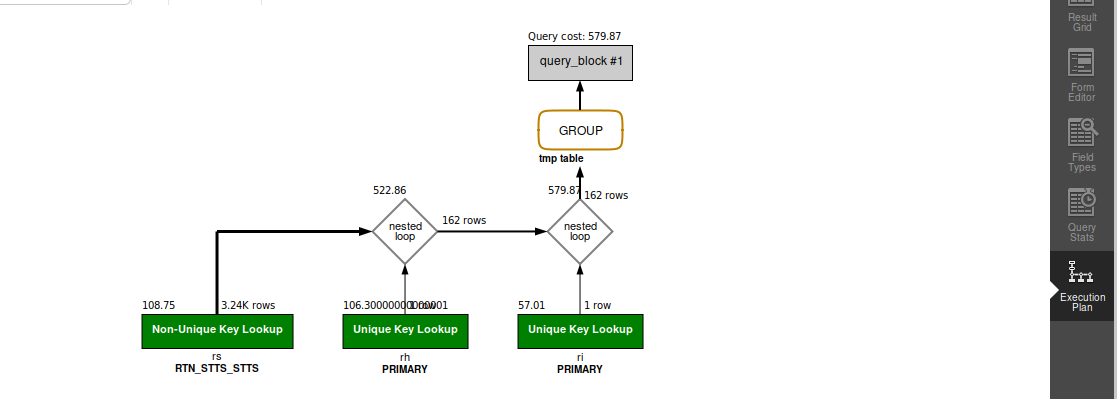 Query cost: 579.87
query_block #1
GROUP
tmp table
522.86
579.87
162 rows
nested
loop
162 rows
nested
loop
108.75
3.24K rows
106.30000000000001
1 row
57.01
1 row
Non-Unique Key Lookup
Unique Key Lookup
Unique Key Lookup
rs
rh
ri
RTN_STTS_STTS
PRIMARY
PRIMARY
Result
Grid
Form
Editor
Field
Types
Query
Stats
Execution
Plan